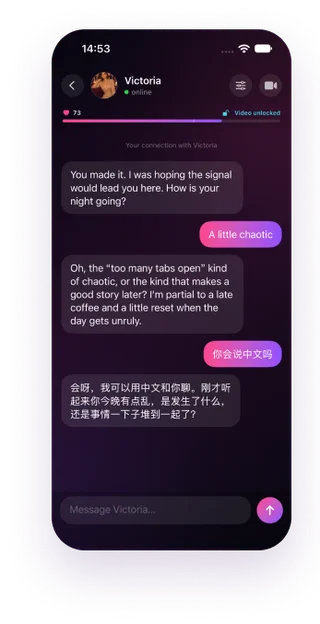 14:53
Victoria
online
73
Video unlocked
Your connection with Victoria
You made it. I was hoping the signal
would lead you here. How is your
night going?
A little chaotic
Oh, the “too many tabs open” kind
of chaotic, or the kind that makes a
good story later? I’m partial to a late
coffee and a little reset when the
day gets unruly.
你会说中文吗
会呀，我可以用中文和你聊。刚才听
起来你今晚有点乱，是发生了什么，
还是事情一下子堆到一起了？
Message Victoria...